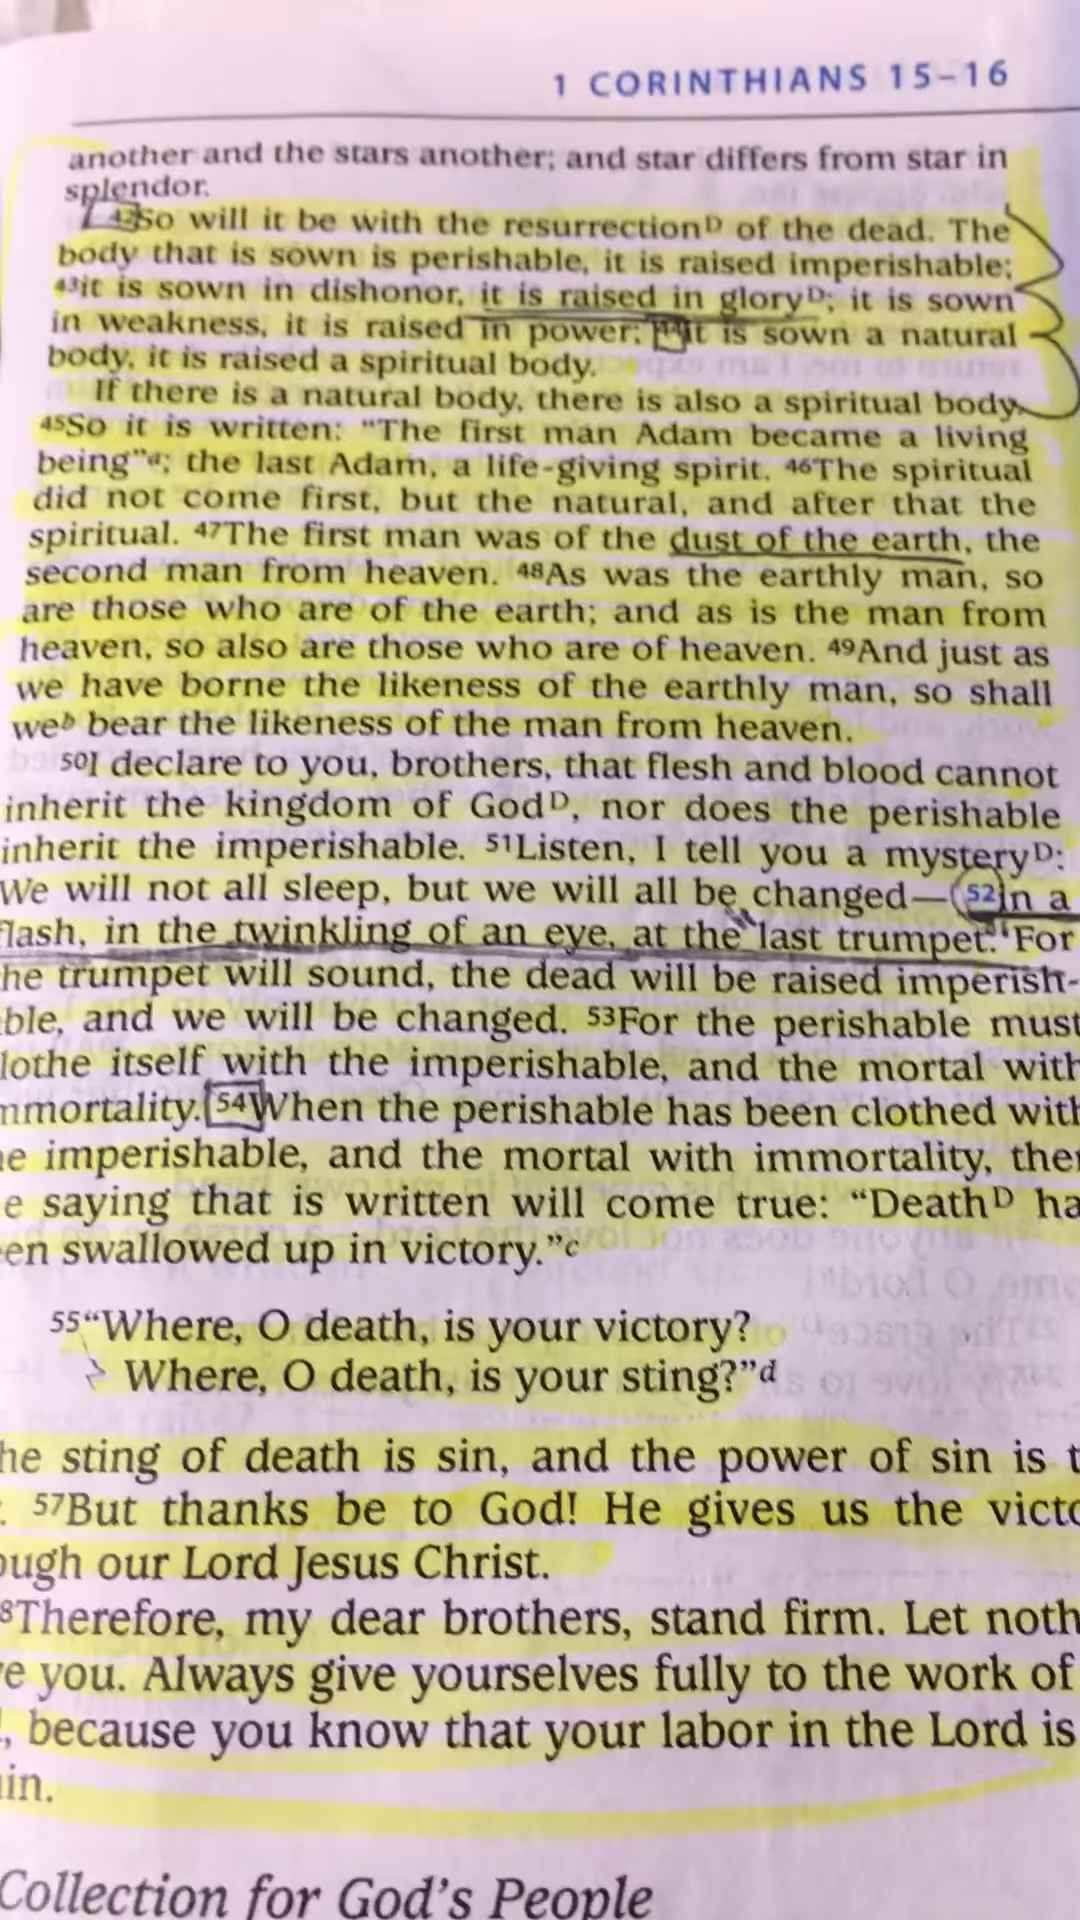 1 CORINTHIANS 15–16
another and the stars another; and star differs from star in
splendor.
42So will it be with the resurrectionD of the dead. The
body that is sown is perishable, it is raised imperishable;
43it is sown in dishonor, it is raised in gloryD; it is sown
in weakness, it is raised in power; 44it is sown a natural
body, it is raised a spiritual body.
If there is a natural body, there is also a spiritual body.
45So it is written: “The first man Adam became a living
being”a; the last Adam, a life-giving spirit. 46The spiritual
did not come first, but the natural, and after that the
spiritual. 47The first man was of the dust of the earth, the
second man from heaven. 48As was the earthly man, so
are those who are of the earth; and as is the man from
heaven, so also are those who are of heaven. 49And just as
we have borne the likeness of the earthly man, so shall
web bear the likeness of the man from heaven.
50I declare to you, brothers, that flesh and blood cannot
inherit the kingdom of GodD, nor does the perishable
inherit the imperishable. 51Listen, I tell you a mysteryD:
We will not all sleep, but we will all be changed— 52in a
flash, in the twinkling of an eye, at the last trumpet. For
he trumpet will sound, the dead will be raised imperish-
ble, and we will be changed. 53For the perishable must
lothe itself with the imperishable, and the mortal with
mmortality. 54When the perishable has been clothed with
e imperishable, and the mortal with immortality, then
e saying that is written will come true: “DeathD ha
en swallowed up in victory.”c
55“Where, O death, is your victory?
Where, O death, is your sting?”d
he sting of death is sin, and the power of sin is t
. 57But thanks be to God! He gives us the victo
ough our Lord Jesus Christ.
8Therefore, my dear brothers, stand firm. Let noth
e you. Always give yourselves fully to the work of
, because you know that your labor in the Lord is
in.
Collection for God's People